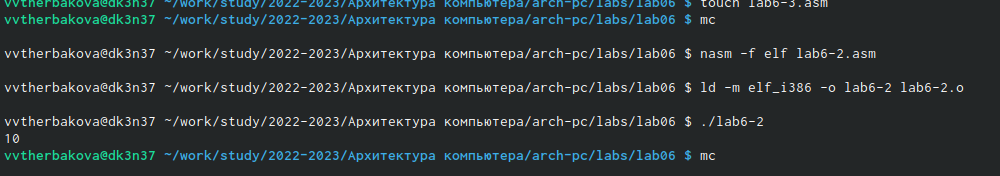 vvtherbakova@dk3n37 ~/work/study/2022-2023/Архитектура компьютера/arch-pc/labs/lab06 $ touch lab6-3.asm
vvtherbakova@dk3n37 ~/work/study/2022-2023/Архитектура компьютера/arch-pc/labs/lab06 $ mc
vvtherbakova@dk3n37 ~/work/study/2022-2023/Архитектура компьютера/arch-pc/labs/lab06 $ nasm -f elf lab6-2.asm
vvtherbakova@dk3n37 ~/work/study/2022-2023/Архитектура компьютера/arch-pc/labs/lab06 $ ld -m elf_i386 -o lab6-2 lab6-2.o
vvtherbakova@dk3n37 ~/work/study/2022-2023/Архитектура компьютера/arch-pc/labs/lab06 $ ./lab6-2
10
vvtherbakova@dk3n37 ~/work/study/2022-2023/Архитектура компьютера/arch-pc/labs/lab06 $ mc